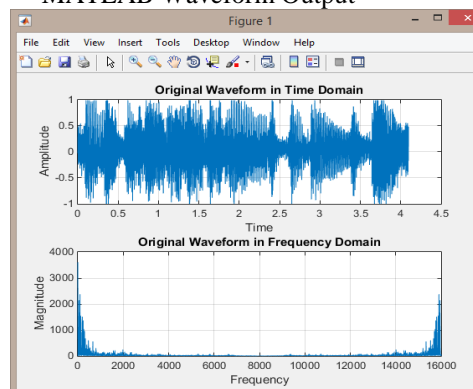 MATLAB Waveform Output
Figure 1
File Edit View Insert Tools Desktop Window Help
Original Waveform in Time Domain
Amplitude
1
0.5
0
-0.5
-1
0 0.5 1 1.5 2 2.5 3 3.5 4 4.5
Time
Original Waveform in Frequency Domain
Magnitude
4000
3000
2000
1000
0
0 2000 4000 6000 8000 10000 12000 14000 16000
Frequency